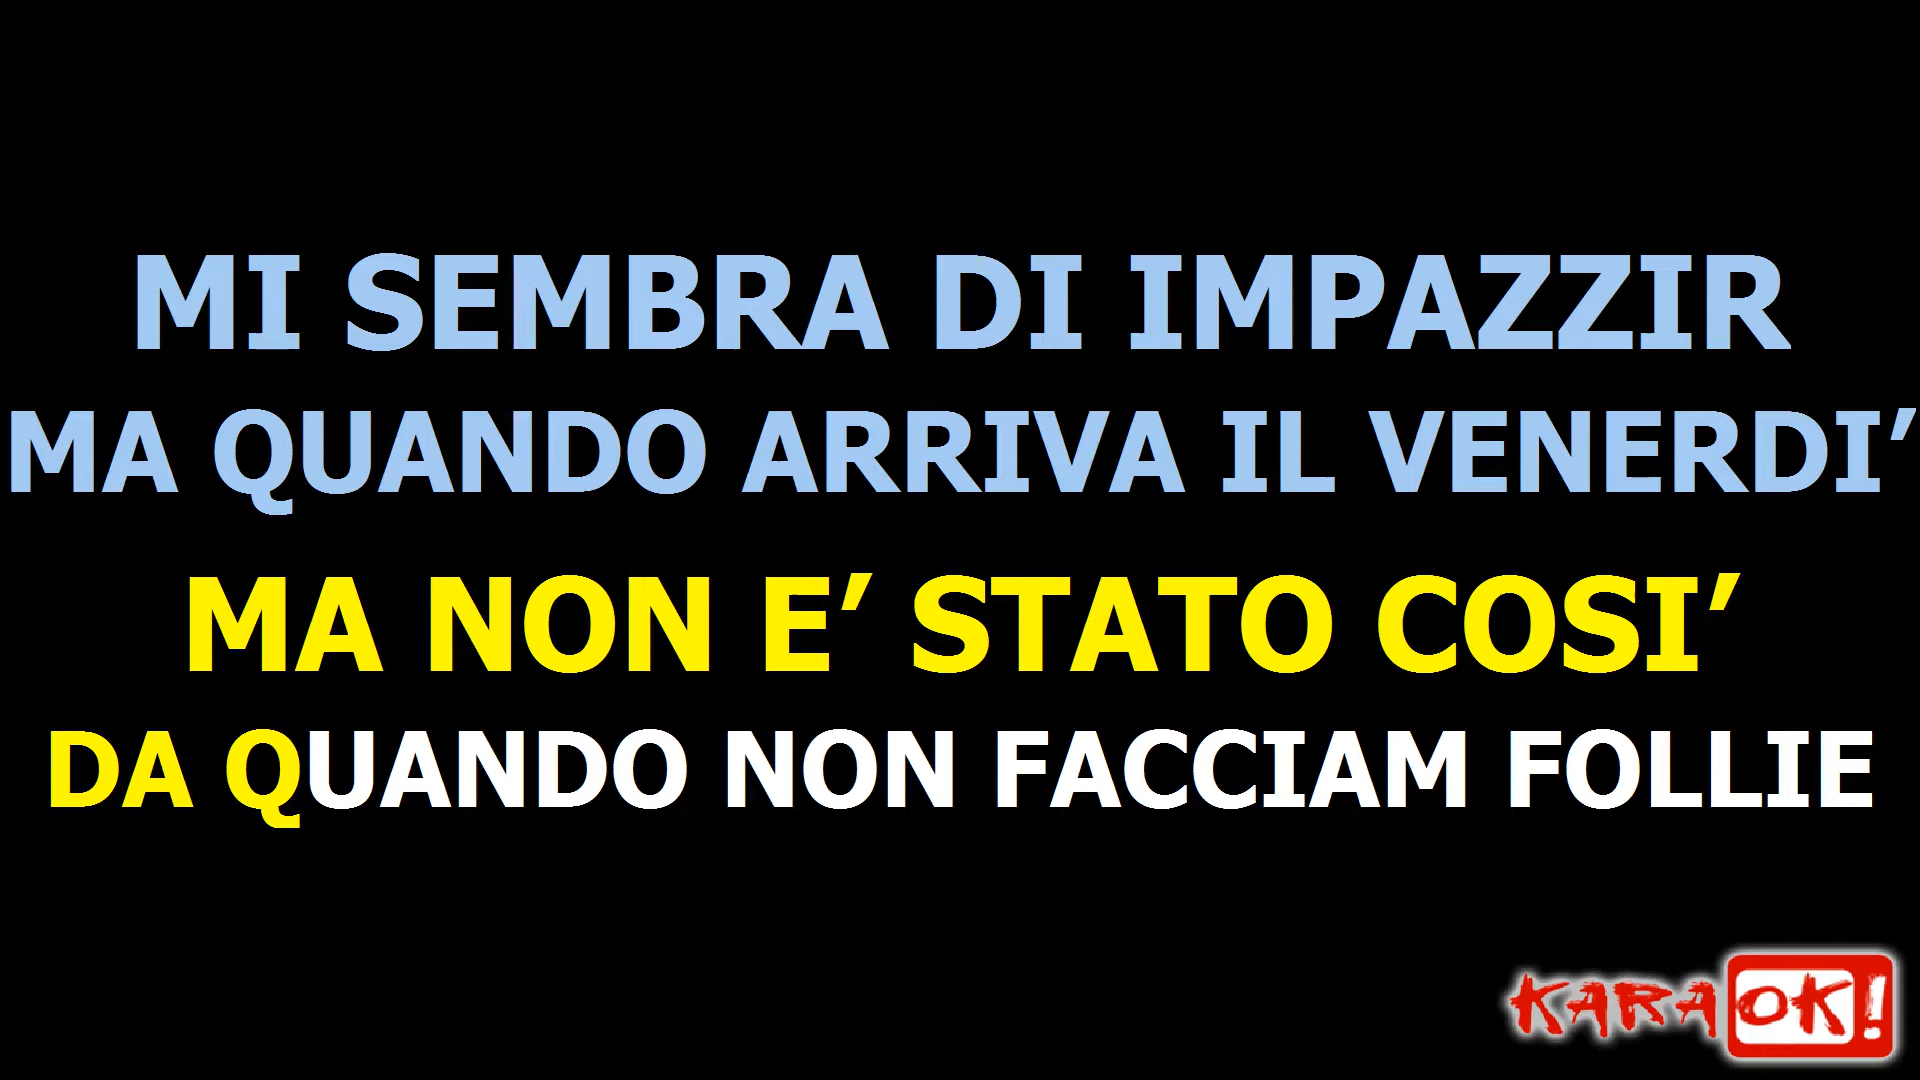 MI SEMBRA DI IMPAZZIR
MA QUANDO ARRIVA IL VENERDI’
MA NON E’ STATO COSI’
DA QUANDO NON FACCIAM FOLLIE
KARAOK!